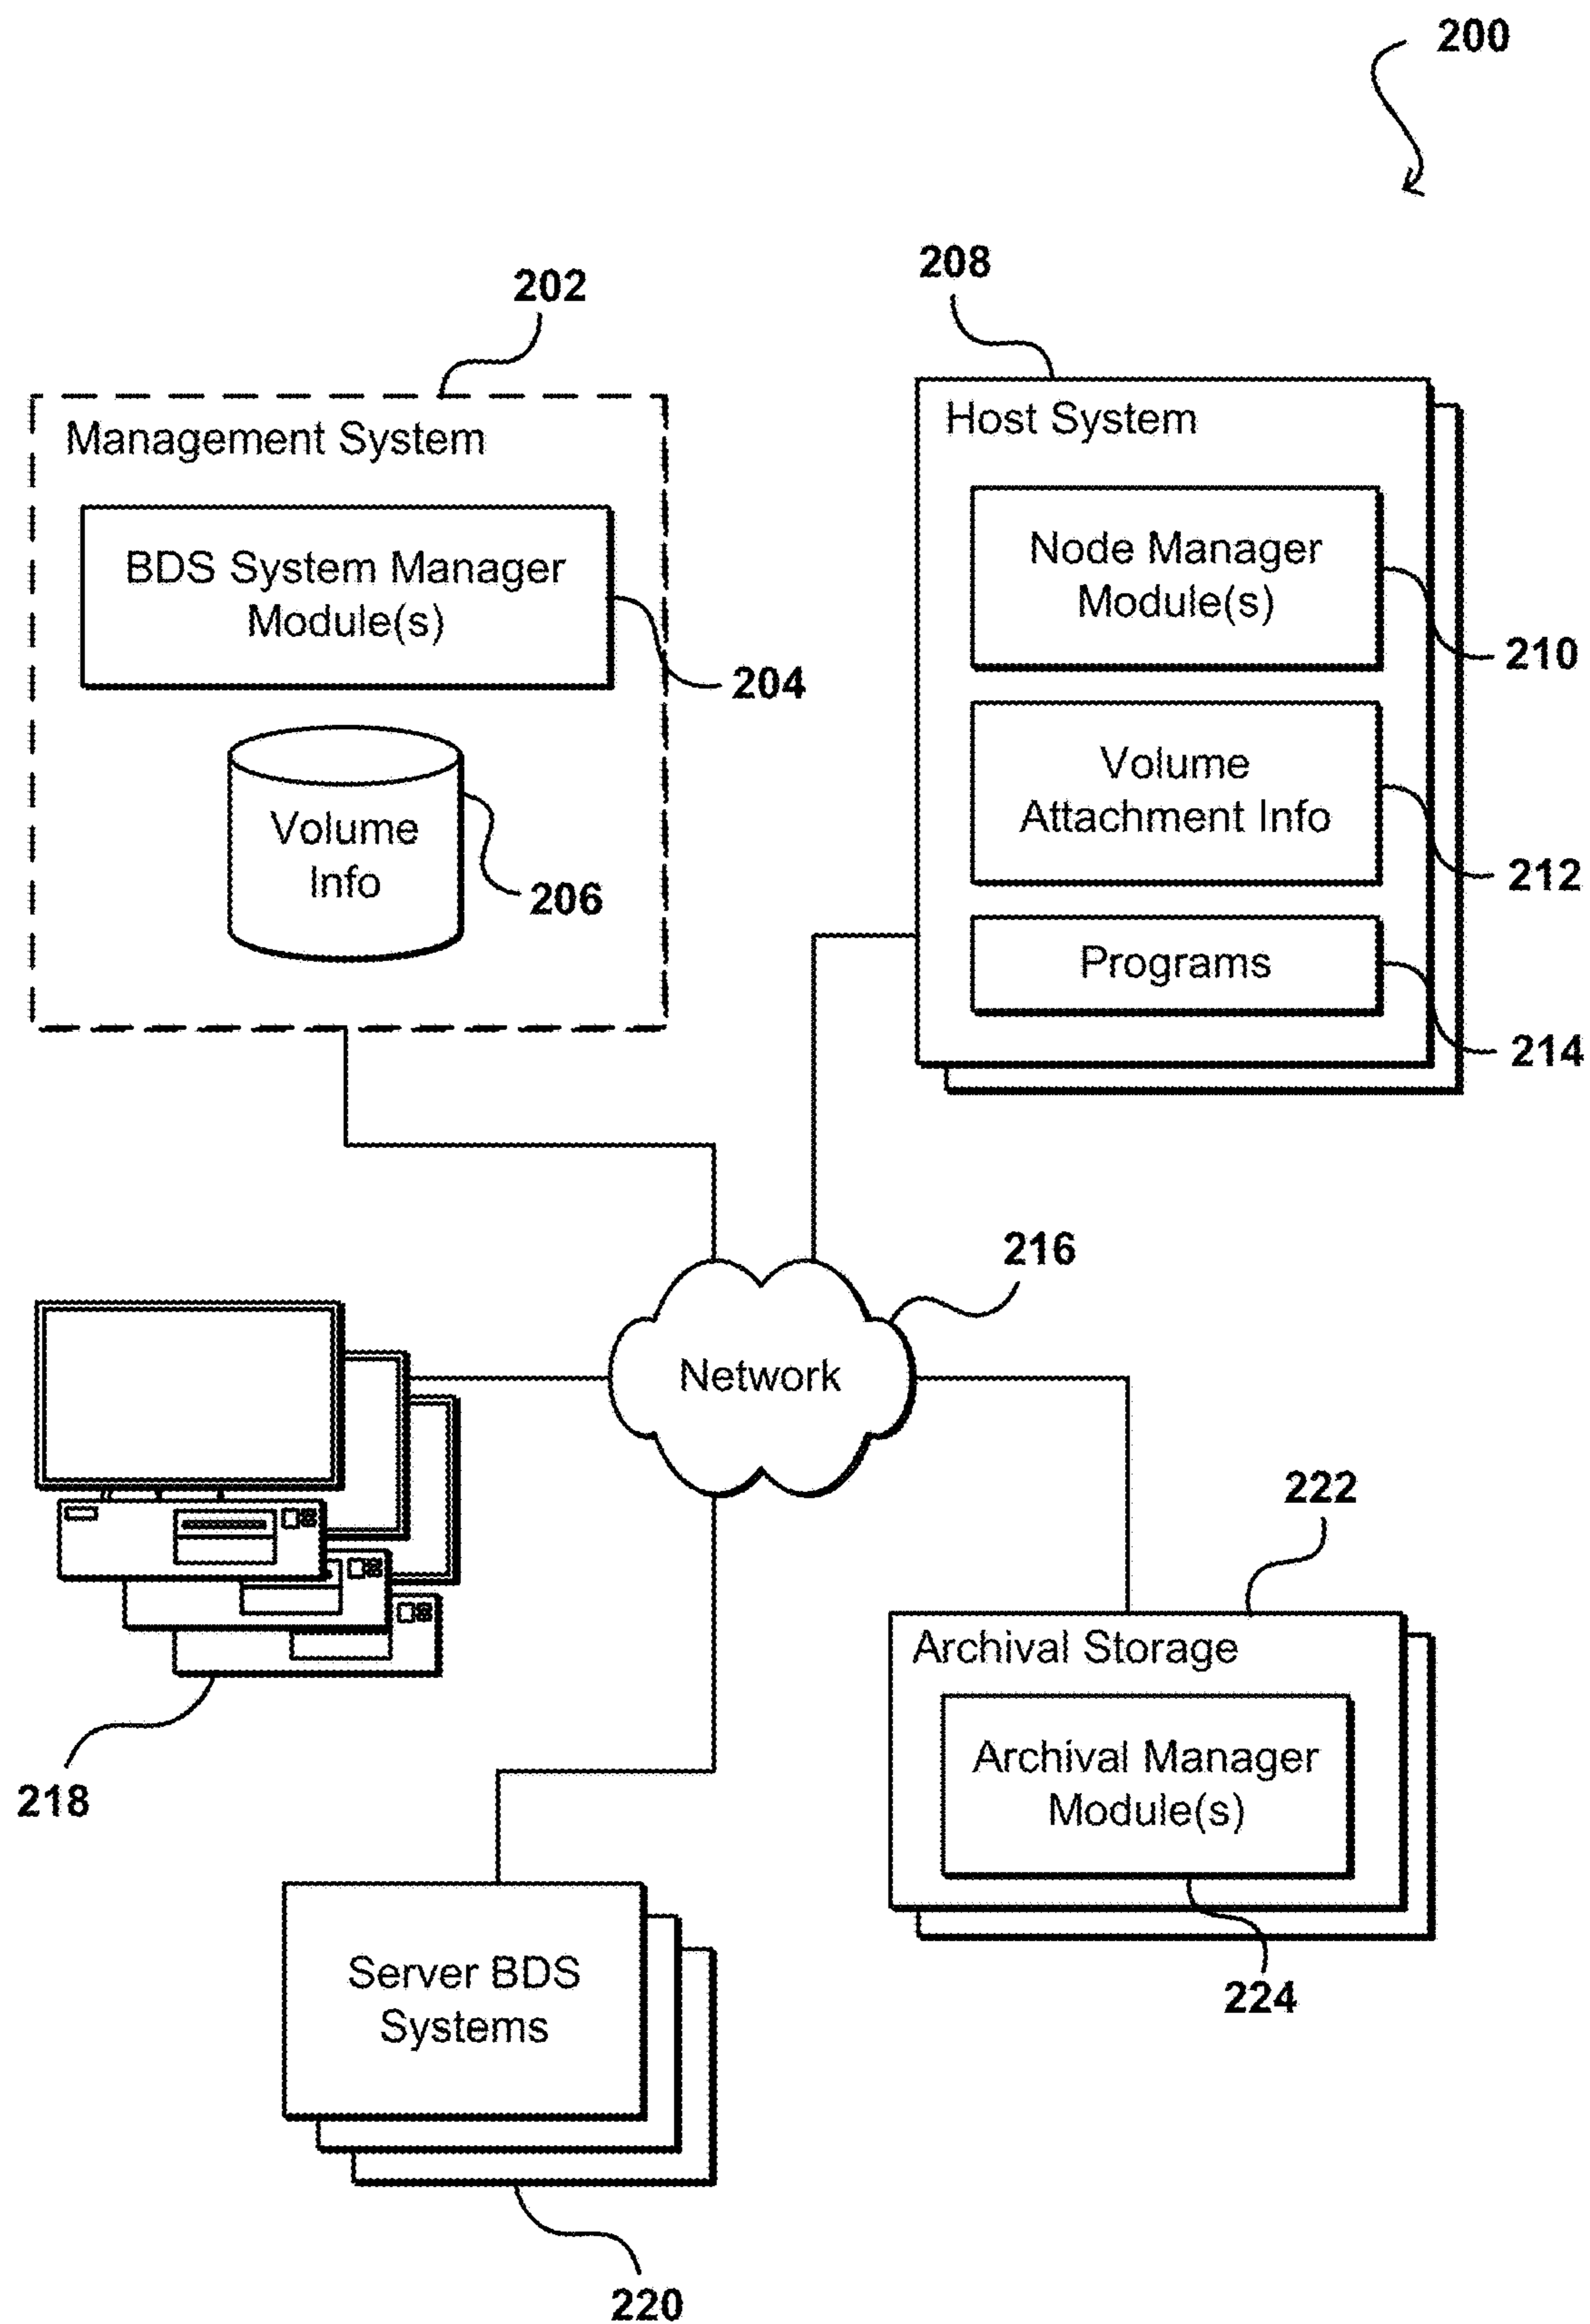 200
202
208
Management System
Host System
BDS System Manager
Module(s)
204
Node Manager
Module(s)
210
Volume
Info
206
Volume
Attachment Info
212
Programs
214
216
Network
218
222
Archival Storage
Archival Manager
Module(s)
224
Server BDS
Systems
220